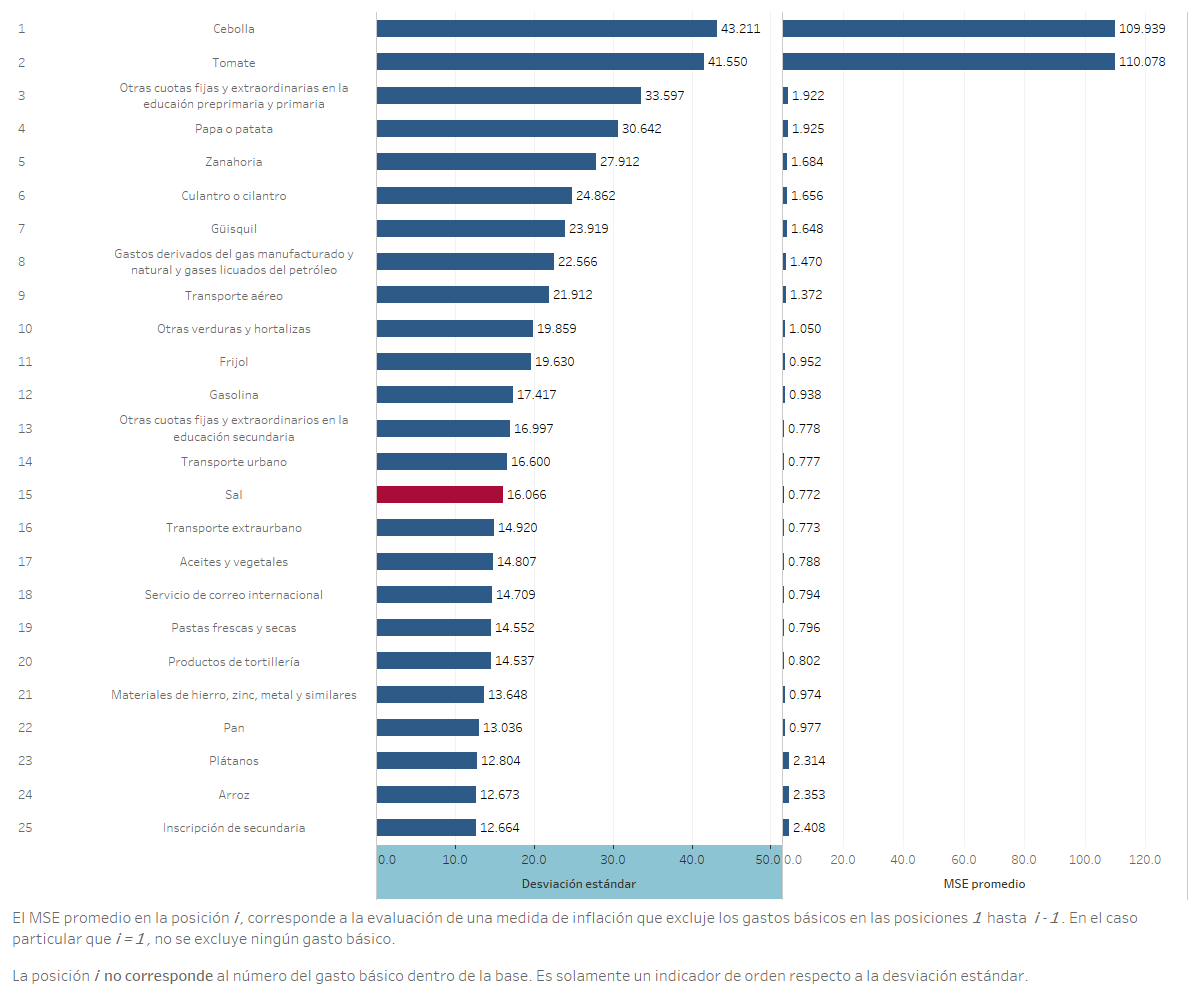 1 Cebolla 43.211 109.939
2 Tomate 41.550 110.078
3 Otras cuotas fijas y extraordinarias en la educaión preprimaria y primaria 33.597 1.922
4 Papa o patata 30.642 1.925
5 Zanahoria 27.912 1.684
6 Culantro o cilantro 24.862 1.656
7 Güisquil 23.919 1.648
8 Gastos derivados del gas manufacturado y natural y gases licuados del petróleo 22.566 1.470
9 Transporte aéreo 21.912 1.372
10 Otras verduras y hortalizas 19.859 1.050
11 Frijol 19.630 0.952
12 Gasolina 17.417 0.938
13 Otras cuotas fijas y extraordinarios en la educación secundaria 16.997 0.778
14 Transporte urbano 16.600 0.777
15 Sal 16.066 0.772
16 Transporte extraurbano 14.920 0.773
17 Aceites y vegetales 14.807 0.788
18 Servicio de correo internacional 14.709 0.794
19 Pastas frescas y secas 14.552 0.796
20 Productos de tortillería 14.537 0.802
21 Materiales de hierro, zinc, metal y similares 13.648 0.974
22 Pan 13.036 0.977
23 Plátanos 12.804 2.314
24 Arroz 12.673 2.353
25 Inscripción de secundaria 12.664 2.408
0.0 10.0 20.0 30.0 40.0 50.0 0.0 20.0 40.0 60.0 80.0 100.0 120.0
Desviación estándar MSE promedio
El MSE promedio en la posición i, corresponde a la evaluación de una medida de inflación que excluje los gastos básicos en las posiciones 1 hasta i - 1. En el caso
particular que i = 1, no se excluye ningún gasto básico.
La posición i no corresponde al número del gasto básico dentro de la base. Es solamente un indicador de orden respecto a la desviación estándar.